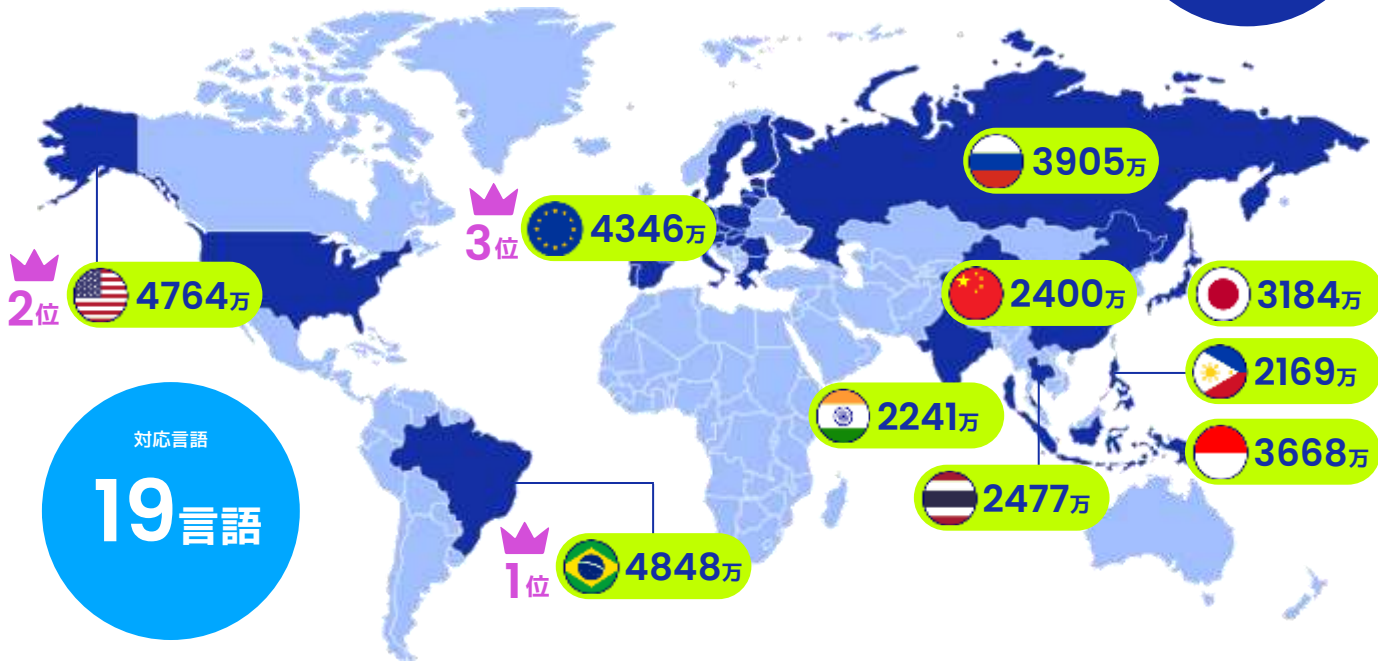 3905万
3位
4346万
2位
4764万
2400万
3184万
2169万
2241万
3668万
2477万
対応言語
19言語
1位
4848万